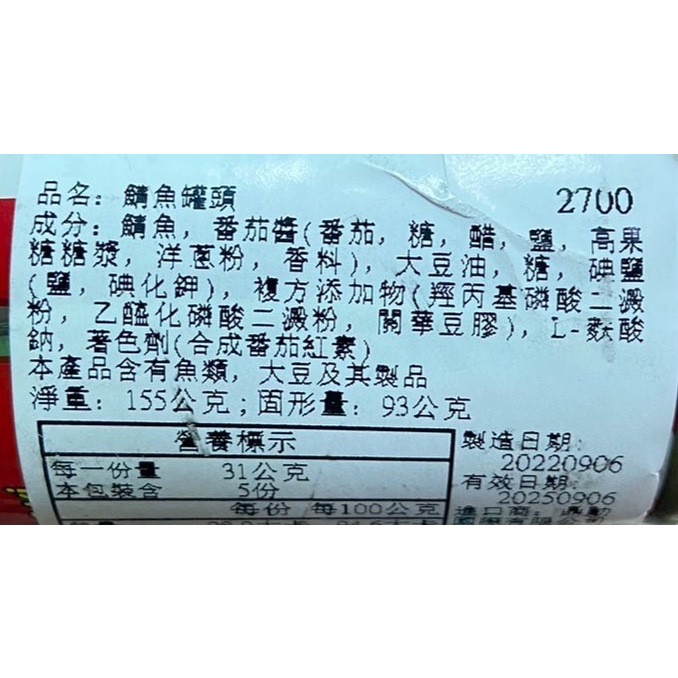 品名：鯖魚罐頭 2700
成分：鯖魚，番茄醬(番茄，糖，醋，鹽，高果
糖糖漿，洋蔥粉，香料)，大豆油，糖，碘鹽
(鹽，碘化鉀)，複方添加物(羥丙基磷酸二澱
粉，乙醯化磷酸二澱粉，關華豆膠)，L-麩酸
鈉，著色劑(合成番茄紅素)
本產品含有魚類，大豆及其製品
淨重：155公克；固形量：93公克
營養標示
每一份量 31公克
本包裝含 5份
每份 每100公克
製造日期：
20220906
有效日期：
20250906
進口商：